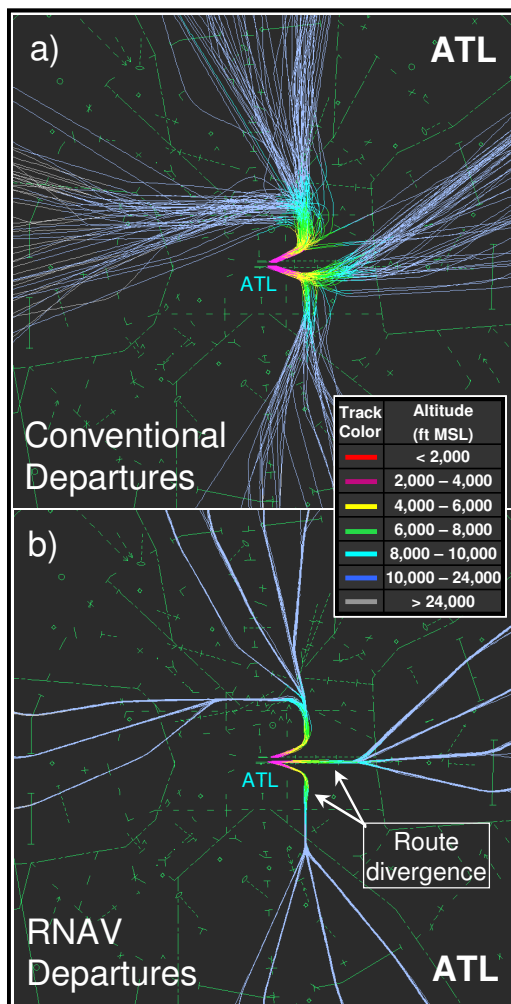 a)
ATL
ATL
Conventional
Departures
Track
Color
Altitude
(ft MSL)
< 2,000
2,000 – 4,000
4,000 – 6,000
6,000 – 8,000
8,000 – 10,000
10,000 – 24,000
> 24,000
b)
ATL
Route
divergence
RNAV
Departures
ATL